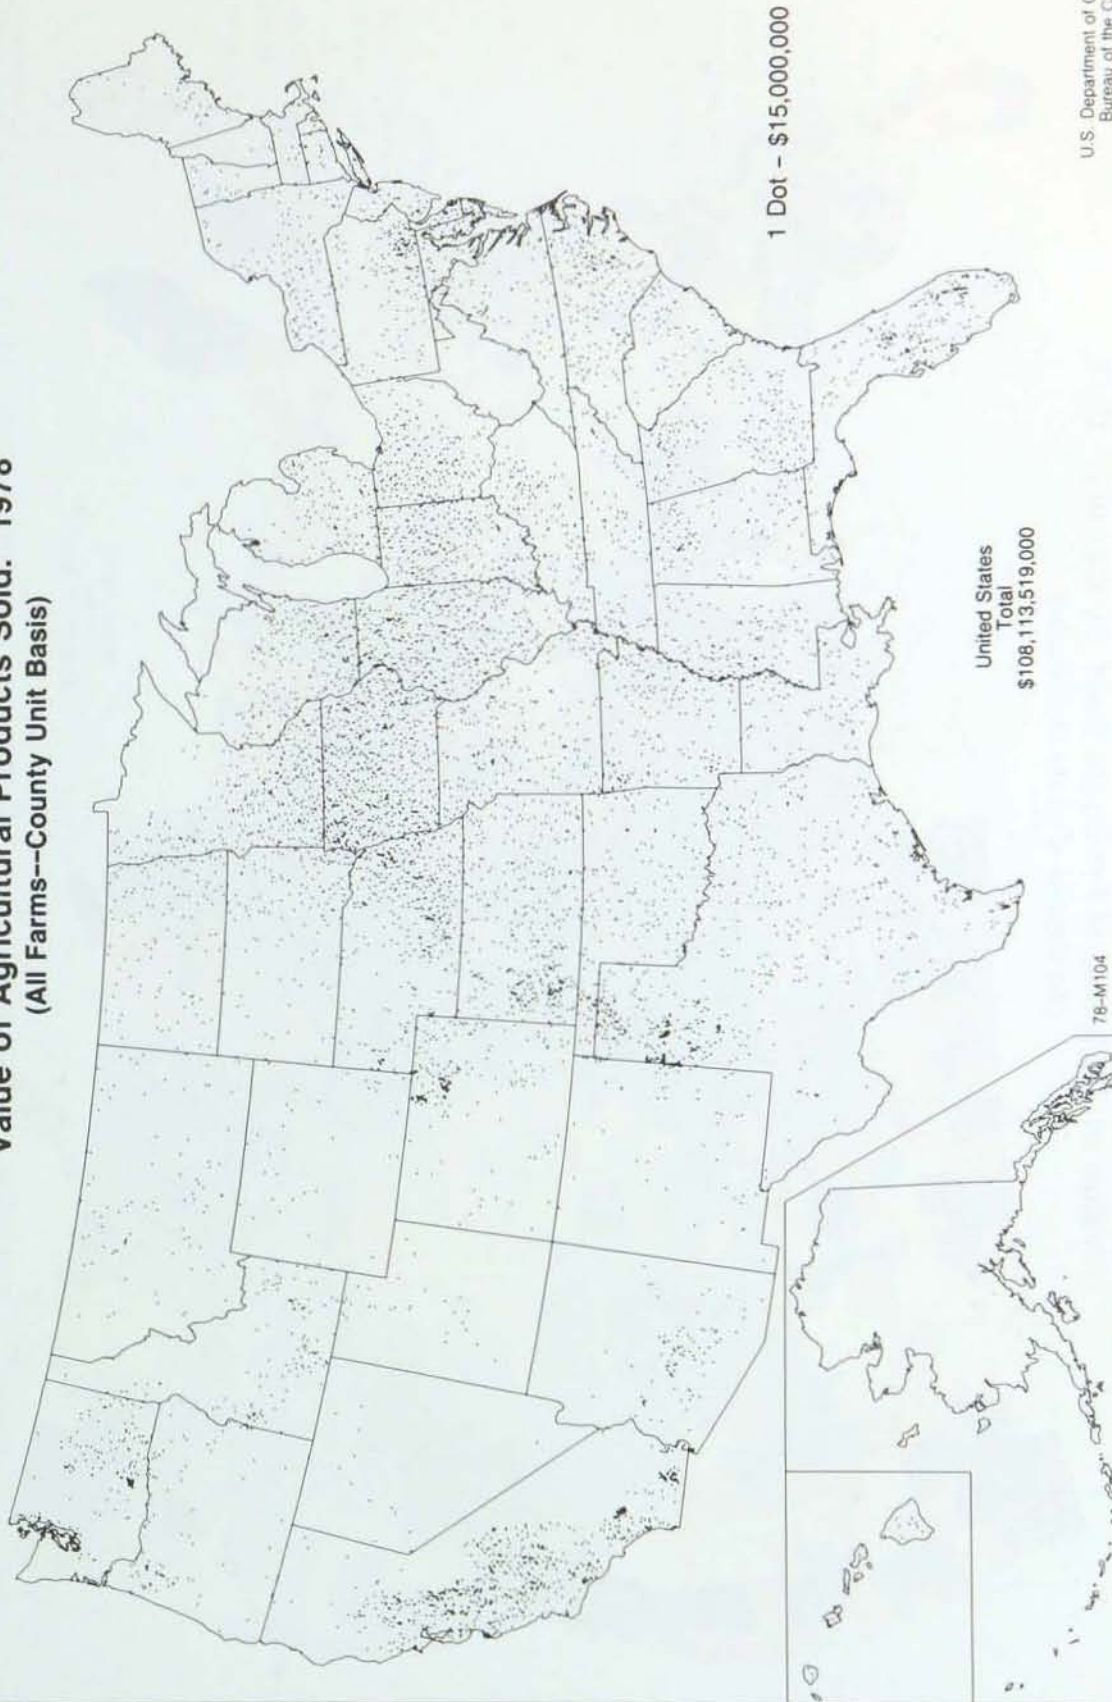 Value of Agricultural Products Sold: 1978
(All Farms--County Unit Basis)
1 Dot - $15,000,000
United States
Total
$108,113,519,000
78-M104
U.S. Department of
Bureau of the